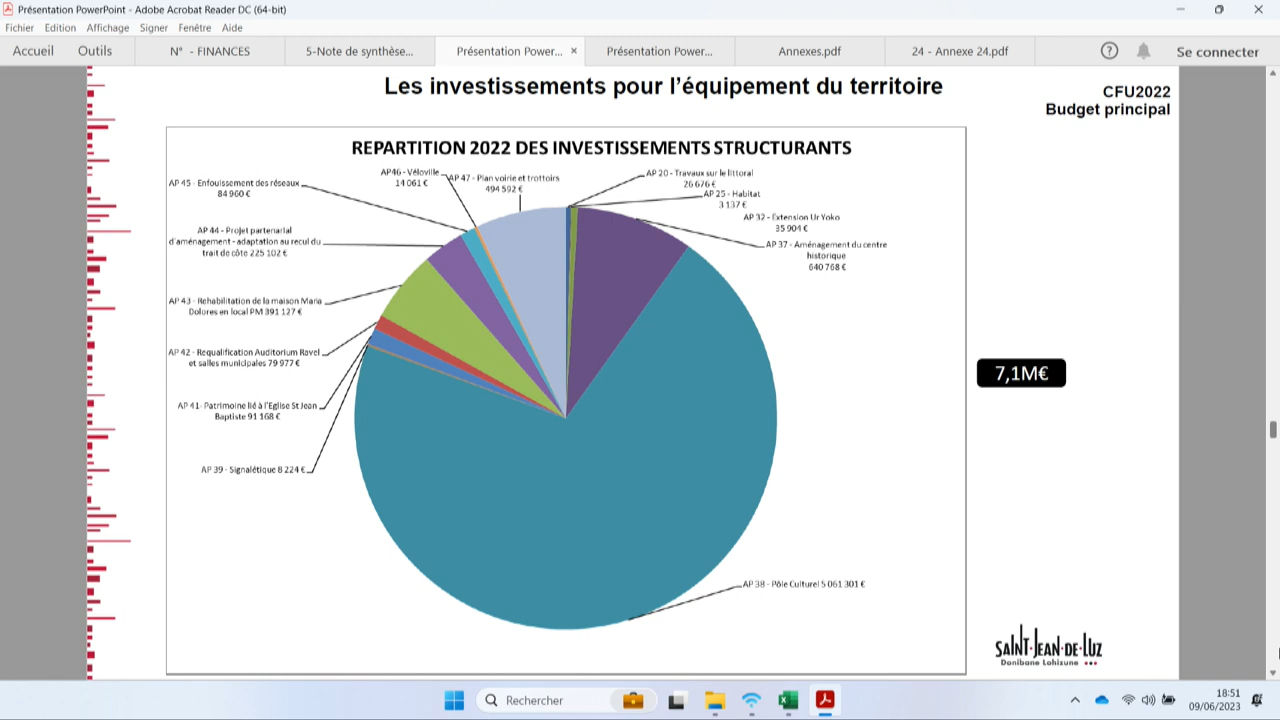 Présentation PowerPoint - Adobe Acrobat Reader DC (64-bit)
Fichier Edition Affichage Signer Fenêtre Aide
Accueil Outils N° - FINANCES 5-Note de synthèse... Présentation Power... × Présentation Power... Annexes.pdf 24 - Annexe 24.pdf ? Se connecter
Les investissements pour l'équipement du territoire
CFU2022
Budget principal
REPARTITION 2022 DES INVESTISSEMENTS STRUCTURANTS
AP46 - Véloville
14 061 €
AP 47 - Plan voirie et trottoirs
494 592 €
AP 20 - Travaux sur le littoral
26 676 €
AP 25 - Habitat
3 137 €
AP 32 - Extension Ur Yoko
35 904 €
AP 37 - Aménagement du centre
historique
640 768 €
AP 45 - Enfouissement des réseaux
84 960 €
AP 44 - Projet partenarial
d'aménagement - adaptation au recul du
trait de côte 225 102 €
AP 43 - Rehabilitation de la maison Maria
Dolores en local PM 391 127 €
AP 42 - Requalification Auditorium Ravel
et salles municipales 79 977 €
AP 41- Patrimoine lié à l'Eglise St Jean
Baptiste 91 168 €
AP 39 - Signalétique 8 224 €
AP 38 - Pôle Culturel 5 061 301 €
7,1M€
SAINT-JEAN-DE-LUZ
Donibane Lohizune
Rechercher
18:51
09/06/2023